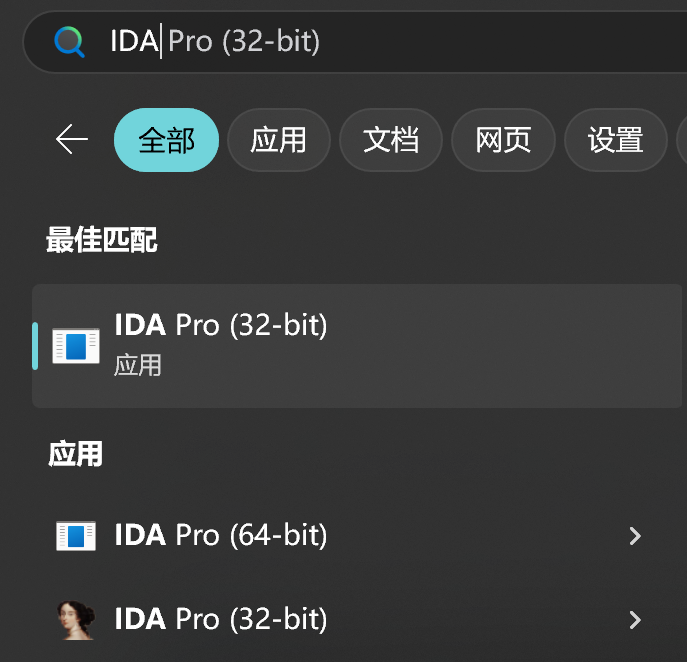 IDA Pro (32-bit)
全部 应用 文档 网页 设置
最佳匹配
IDA Pro (32-bit)
应用
应用
IDA Pro (64-bit)
IDA Pro (32-bit)